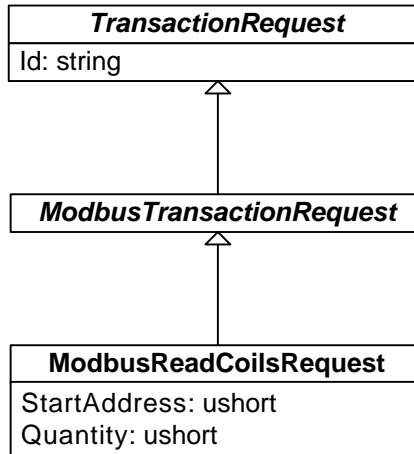 TransactionRequest
Id: string
ModbusTransactionRequest
ModbusReadCoilsRequest
StartAddress: ushort
Quantity: ushort